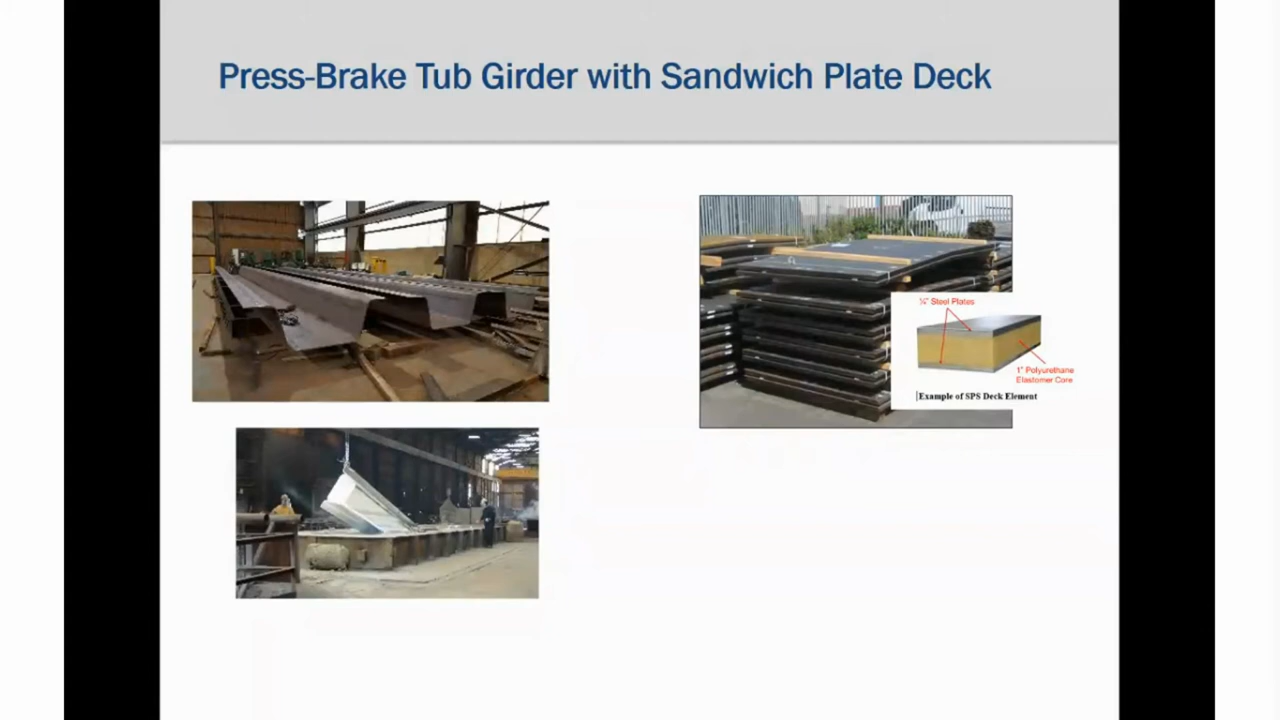 Press-Brake Tub Girder with Sandwich Plate Deck
¼" Steel Plates
1" Polyurethane
Elastomer Core
Example of SPS Deck Element